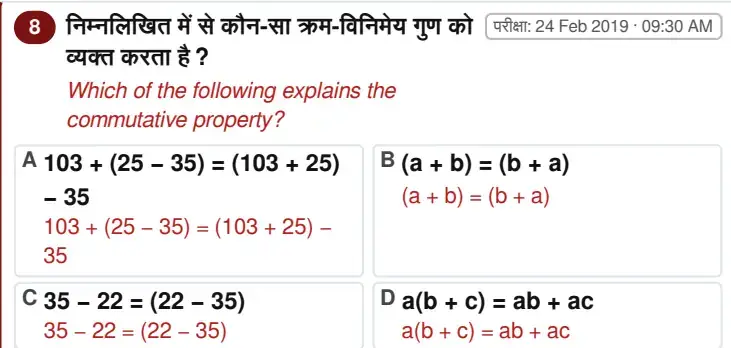 8 निम्नलिखित में से कौन-सा क्रम-विनिमेय गुण को परीक्षा: 24 Feb 2019 · 09:30 AM
व्यक्त करता है ?
Which of the following explains the
commutative property?
A 103 + (25 − 35) = (103 + 25)
− 35
103 + (25 − 35) = (103 + 25) −
35
B (a + b) = (b + a)
(a + b) = (b + a)
C 35 − 22 = (22 − 35)
35 − 22 = (22 − 35)
D a(b + c) = ab + ac
a(b + c) = ab + ac